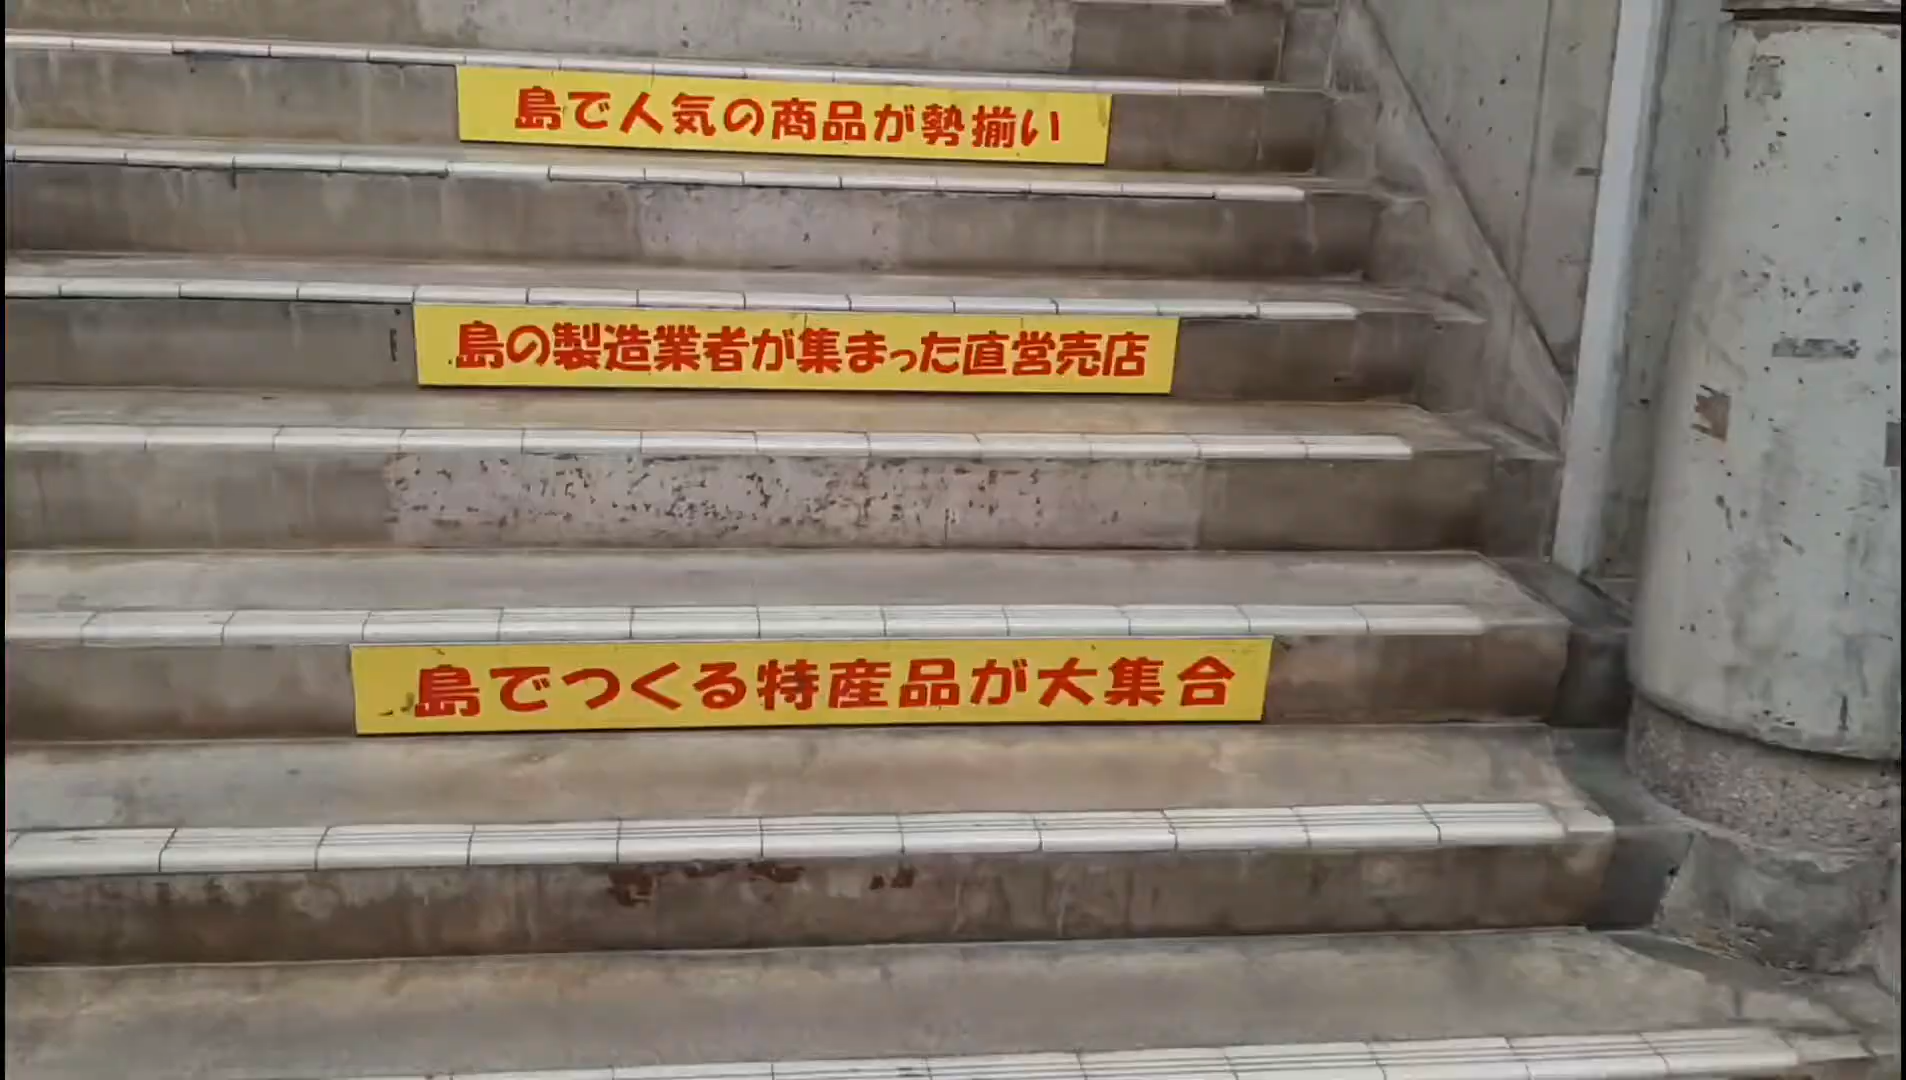 島で人気の商品が勢揃い
島の製造業者が集まった直営売店
島でつくる特産品が大集合